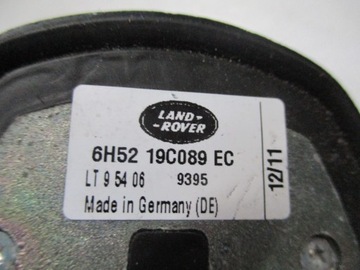 LAND-
-ROVER
6H52 19C089 EC
LT 9 54 06 9395
Made in Germany (DE)
12/11